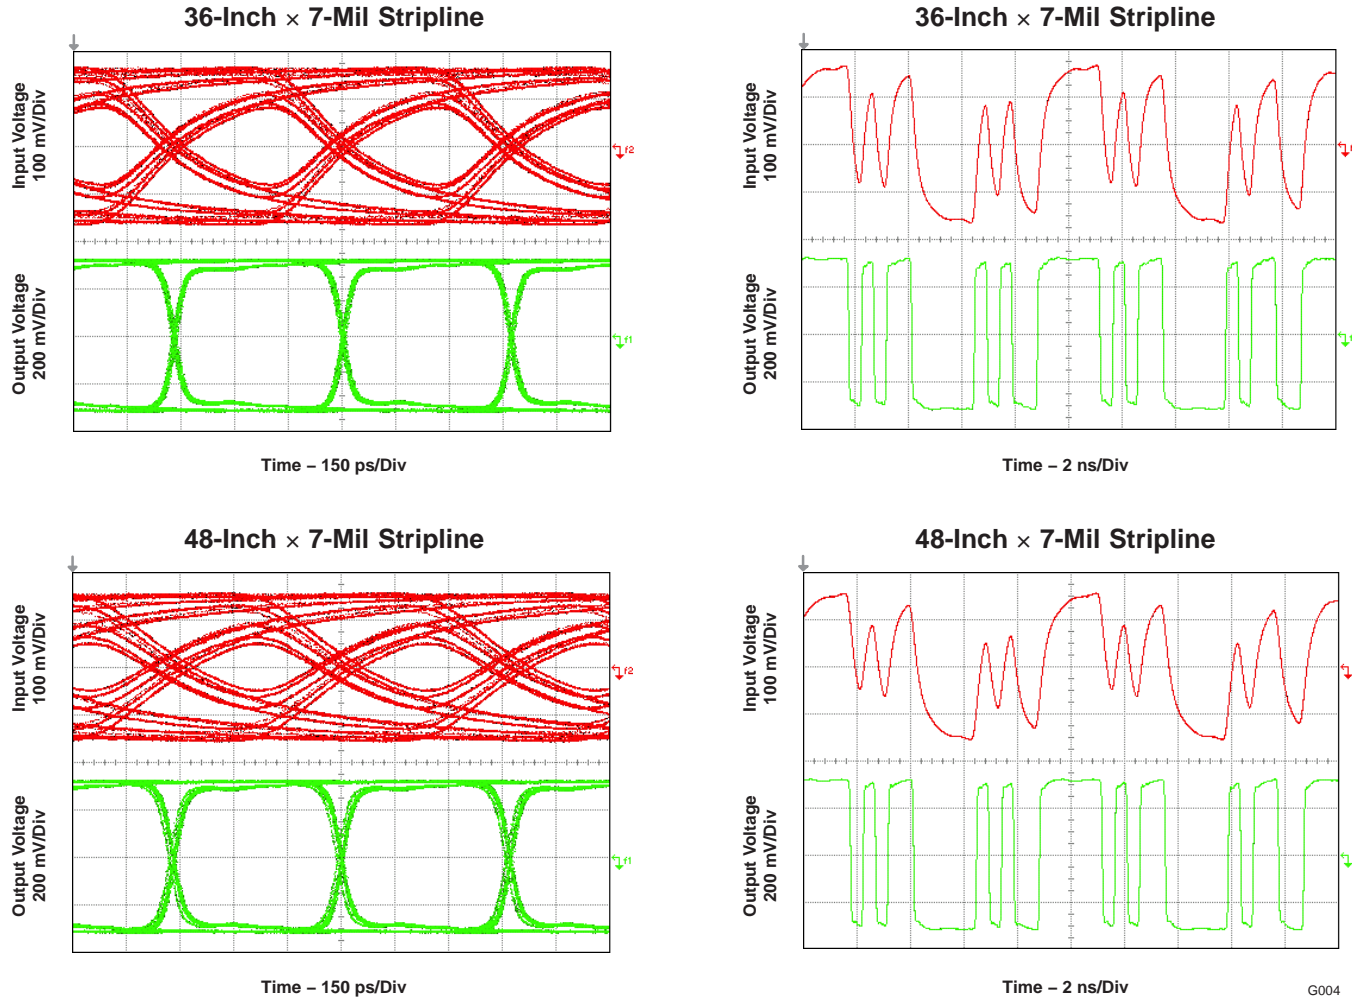 36-Inch × 7-Mil Stripline
36-Inch × 7-Mil Stripline
Input Voltage
100 mV/Div
f2
Output Voltage
200 mV/Div
f1
Time – 150 ps/Div
Input Voltage
100 mV/Div
Output Voltage
200 mV/Div
Time – 2 ns/Div
48-Inch × 7-Mil Stripline
48-Inch × 7-Mil Stripline
Input Voltage
100 mV/Div
f2
Output Voltage
200 mV/Div
f1
Time – 150 ps/Div
Input Voltage
100 mV/Div
Output Voltage
200 mV/Div
Time – 2 ns/Div
G004